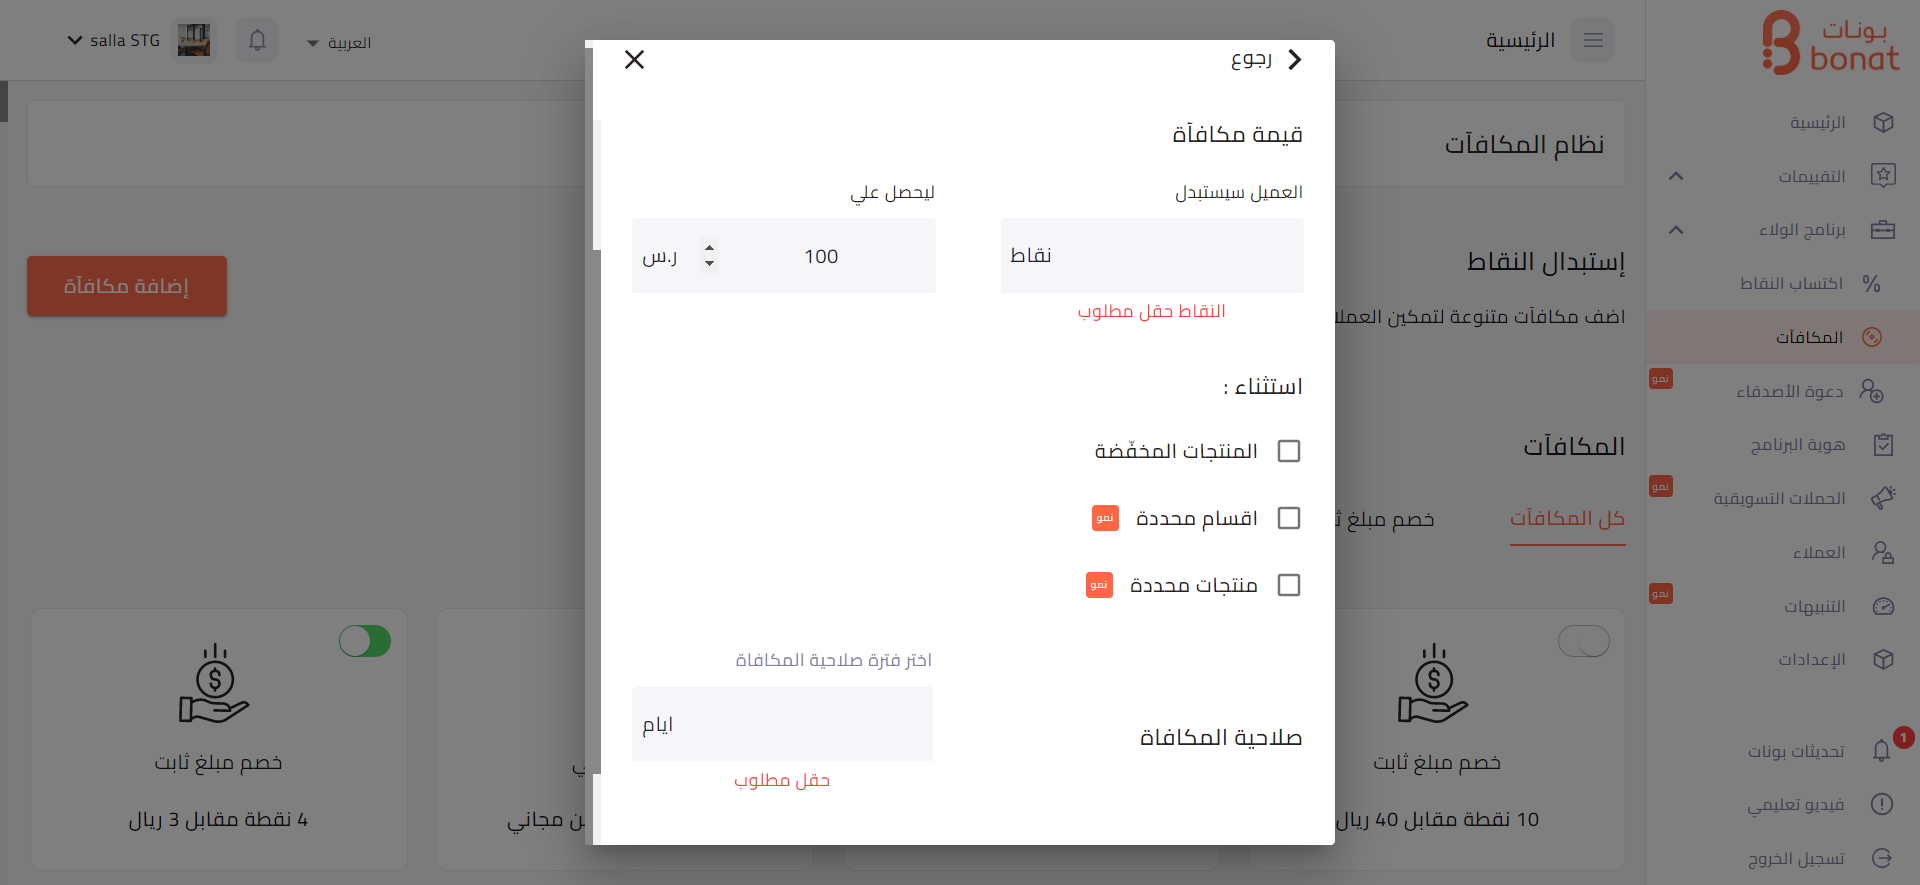 بونات
bonat
الرئيسية
التقييمات
برنامج الولاء
اكتساب النقاط
المكافآت
دعوة الأصدقاء
نمو
هوية البرنامج
الحملات التسويقية
نمو
العملاء
التنبيهات
نمو
الإعدادات
تحديثات بونات
1
فيديو تعليمي
تسجيل الخروج
الرئيسية
العربية
salla STG
نظام المكافآت
إستبدال النقاط
اضف مكافآت متنوعة لتمكين العملا
إضافة مكافآة
المكافآت
كل المكافآت
خصم مبلغ
خصم مبلغ ثابت
10 نقطة مقابل 40 ريال
مجاني
خصم مبلغ ثابت
4 نقطة مقابل 3 ريال
رجوع
قيمة مكافآة
العميل سيستبدل
نقاط
النقاط حقل مطلوب
ليحصل علي
100
ر.س
استثناء :
المنتجات المخفّضة
اقسام محددة
نمو
منتجات محددة
نمو
صلاحية المكافاة
اختر فترة صلاحية المكافاة
ايام
حقل مطلوب